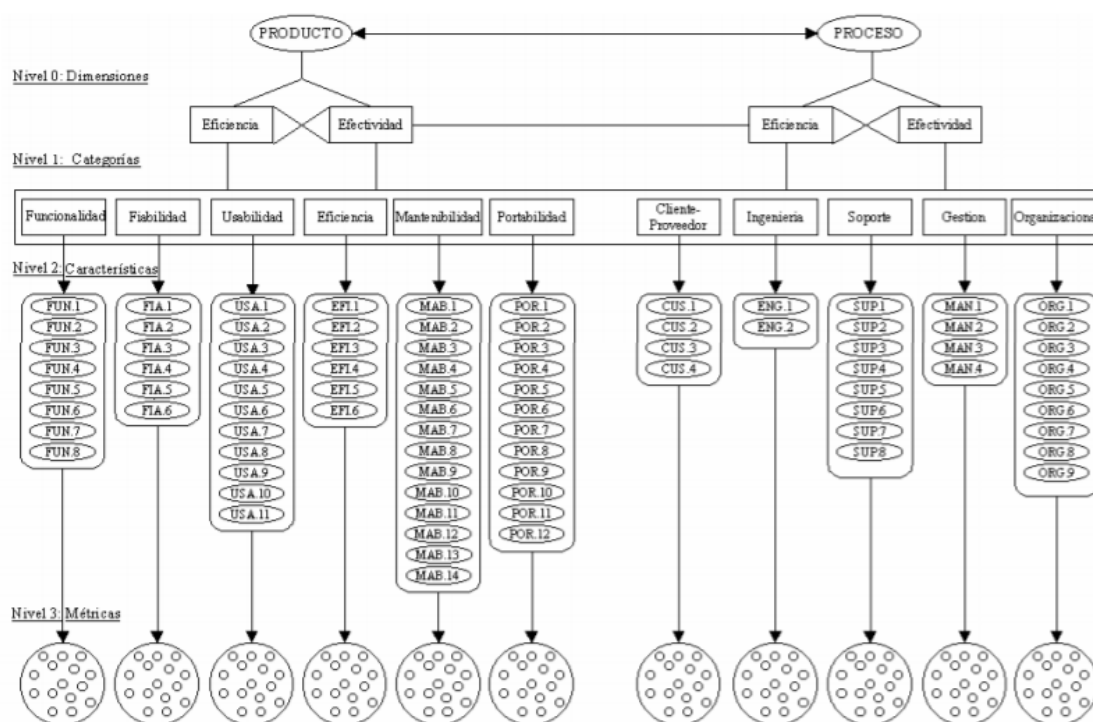 PRODUCTO PROCESO
Nivel 0: Dimensiones
Eficiencia Efectividad Eficiencia Efectividad
Nivel 1: Categorías
Funcionalidad Fiabilidad Usabilidad Eficiencia Mantenibilidad Portabilidad Cliente- Ingenieria Soporte Gestion Organizacional
Proveedor
Nivel 2: Características
FUN.1 FIA.1 USA.1 EFI.1 MAB.1 POR.1 CUS.1 ENG.1 SUP.1 MAN.1 ORG.1
FUN.2 FIA.2 USA.2 EFI.2 MAB.2 POR.2 CUS.2 ENG.2 SUP.2 MAN.2 ORG.2
FUN.3 FIA.3 USA.3 EFI.3 MAB.3 POR.3 CUS.3 SUP.3 MAN.3 ORG.3
FUN.4 FIA.4 USA.4 EFI.4 MAB.4 POR.4 CUS.4 SUP.4 MAN.4 ORG.4
FUN.5 FIA.5 USA.5 EFI.5 MAB.5 POR.5 SUP.5 ORG.5
FUN.6 FIA.6 USA.6 EFI.6 MAB.6 POR.6 SUP.6 ORG.6
FUN.7 USA.7 MAB.7 POR.7 SUP.7 ORG.7
FUN.8 USA.8 MAB.8 POR.8 SUP.8 ORG.8
USA.9 MAB.9 POR.9 ORG.9
USA.10 MAB.10 POR.10
USA.11 MAB.11 POR.11
MAB.12 POR.12
MAB.13
MAB.14
Nivel 3: Métricas